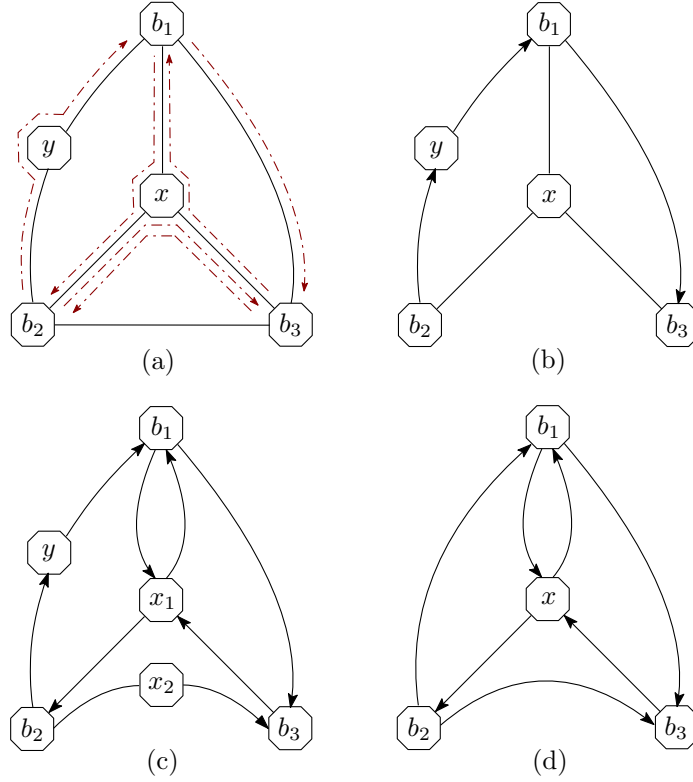 b₁
y
x
b₂
b₃
(a)
b₁
y
x
b₂
b₃
(b)
b₁
y
x₁
x₂
b₂
b₃
(c)
b₁
x
b₂
b₃
(d)